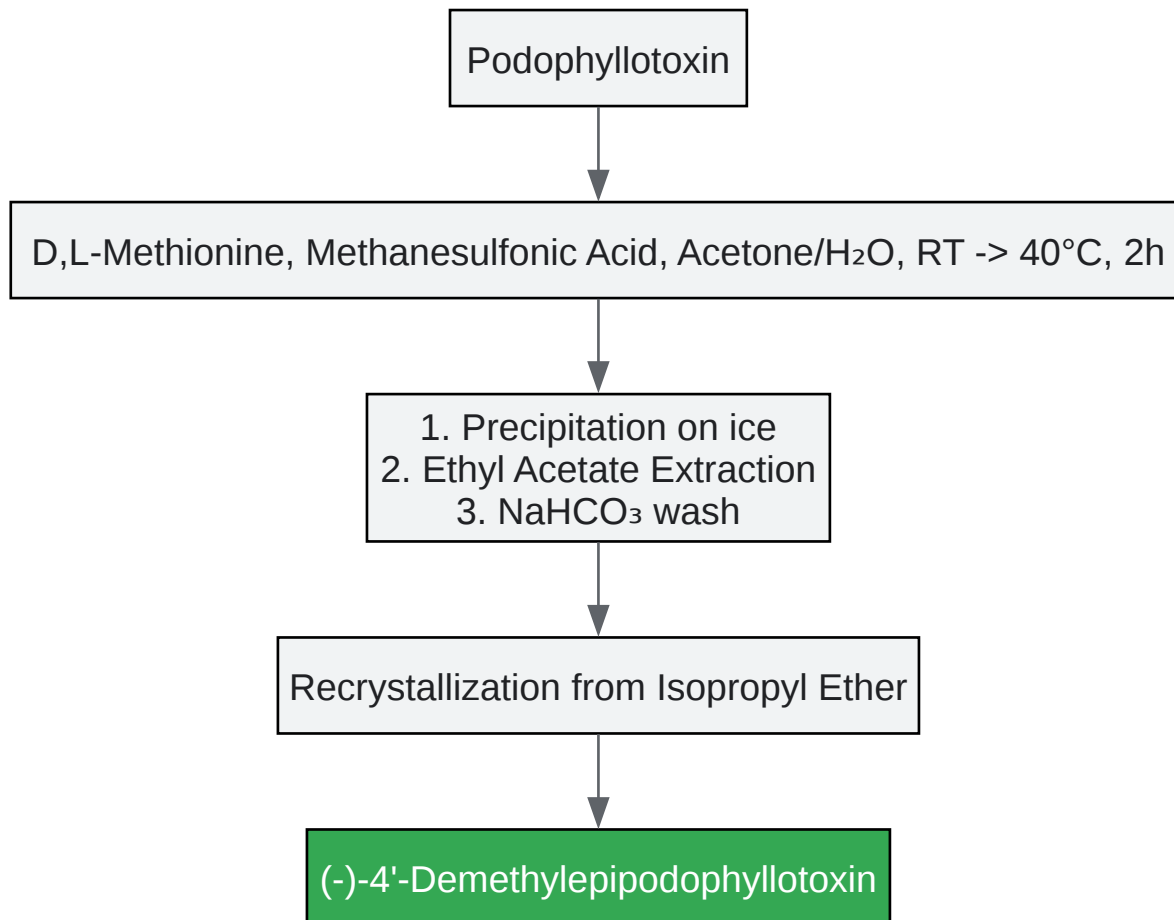 Podophyllotoxin
D,L-Methionine, Methanesulfonic Acid, Acetone/H₂O, RT -> 40°C, 2h
1. Precipitation on ice
2. Ethyl Acetate Extraction
3. NaHCO₃ wash
Recrystallization from Isopropyl Ether
(-)-4'-Demethylepipodophyllotoxin